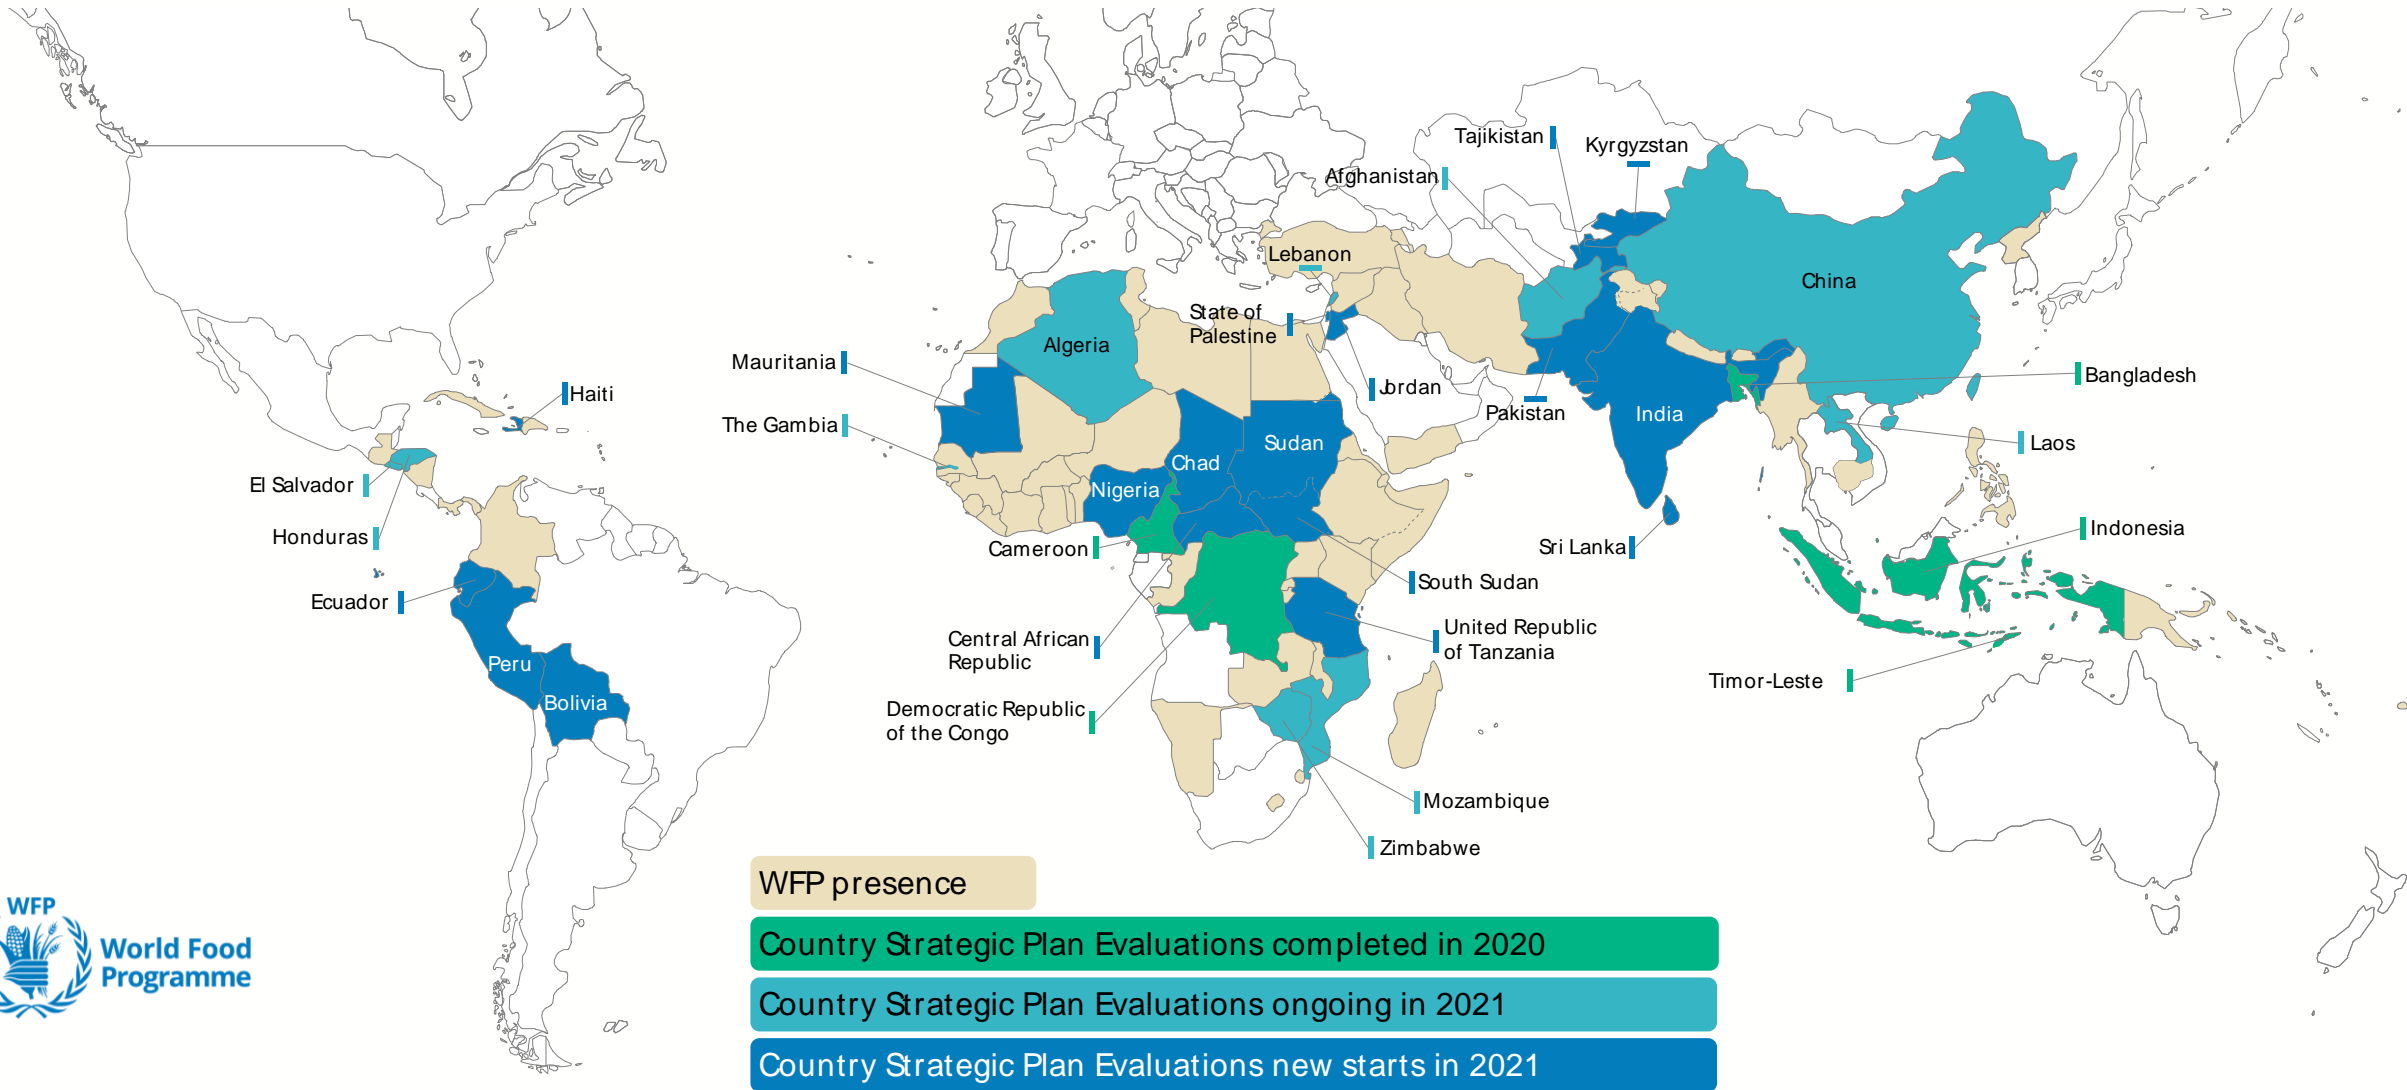 Tajikistan
Kyrgyzstan
Afghanistan
Lebanon
China
State of
Palestine
Algeria
Mauritania
Jordan
Bangladesh
Haiti
Pakistan
India
The Gambia
Sudan
Laos
Chad
El Salvador
Nigeria
Indonesia
Honduras
Cameroon
Sri Lanka
South Sudan
Ecuador
Central African
Republic
United Republic
of Tanzania
Peru
Timor-Leste
Bolivia
Democratic Republic
of the Congo
Mozambique
Zimbabwe
WFP presence
Country Strategic Plan Evaluations completed in 2020
Country Strategic Plan Evaluations ongoing in 2021
Country Strategic Plan Evaluations new starts in 2021
WFP
World Food
Programme